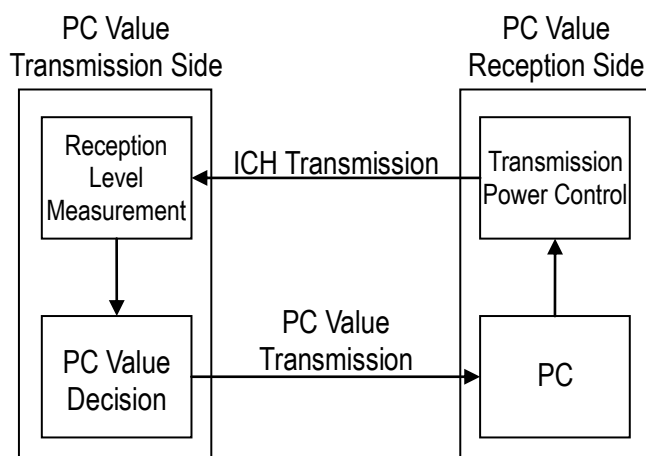 PC Value
Transmission Side
PC Value
Reception Side
Reception
Level
Measurement
ICH Transmission
Transmission
Power Control
PC Value
Decision
PC Value
Transmission
PC